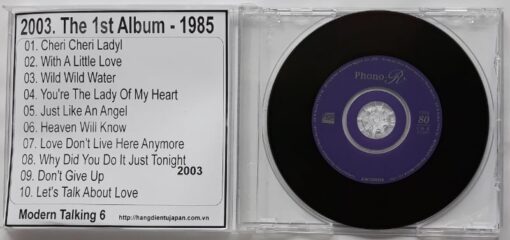 2003. The 1st Album - 1985
01. Cheri Cheri Ladyl
02. With A Little Love
03. Wild Wild Water
04. You're The Lady Of My Heart
05. Just Like An Angel
06. Heaven Will Know
07. Love Don't Live Here Anymore
08. Why Did You Do It Just Tonight
2003
09. Don't Give Up
10. Let's Talk About Love
Modern Talking 6
http://hangdientujapan.com.vn
Phono-R
80